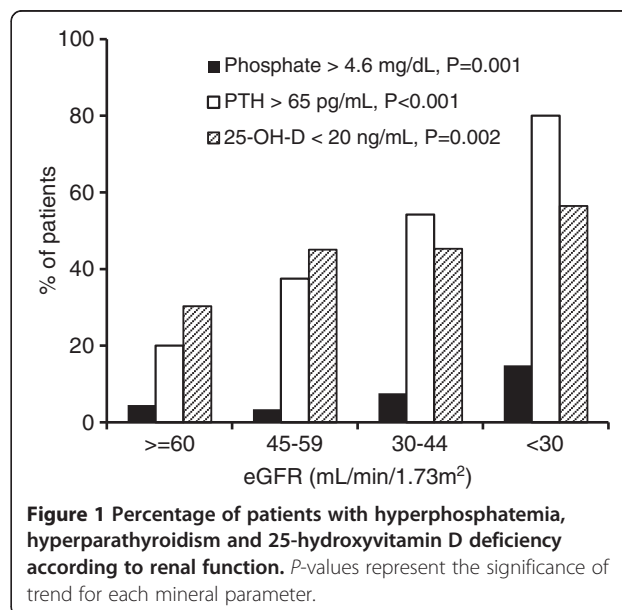 100
80
60
40
20
0
% of patients
Phosphate > 4.6 mg/dL, P=0.001
PTH > 65 pg/mL, P<0.001
25-OH-D < 20 ng/mL, P=0.002
>=60 45-59 30-44 <30
eGFR (mL/min/1.73m²)
Figure 1 Percentage of patients with hyperphosphatemia,
hyperparathyroidism and 25-hydroxyvitamin D deficiency
according to renal function. P-values represent the significance of
trend for each mineral parameter.